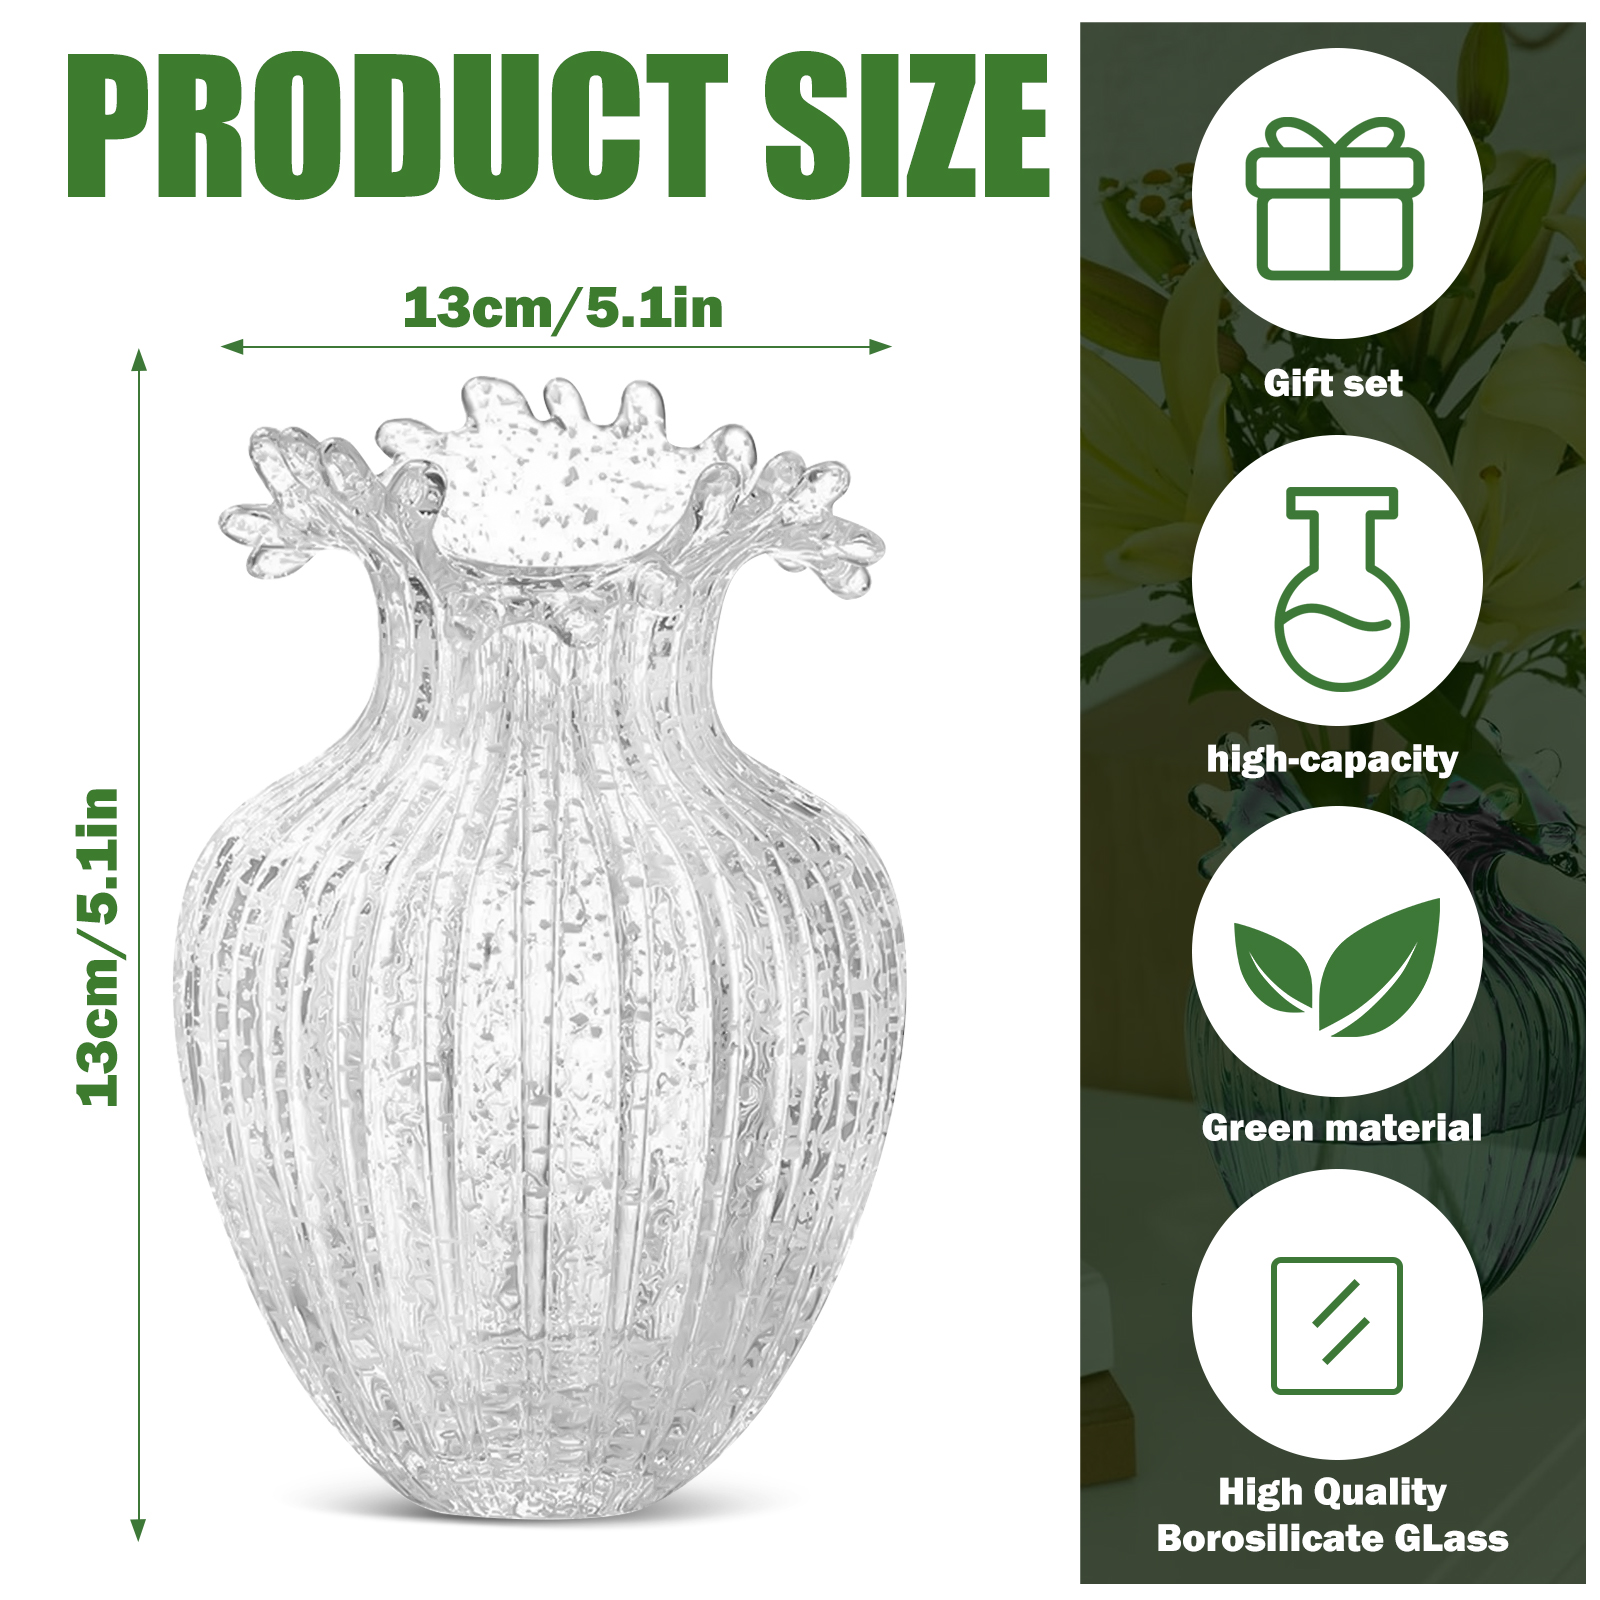 PRODUCT SIZE
13cm/5.1in
13cm/5.1in
Gift set
high-capacity
Green material
High Quality
Borosilicate GLass